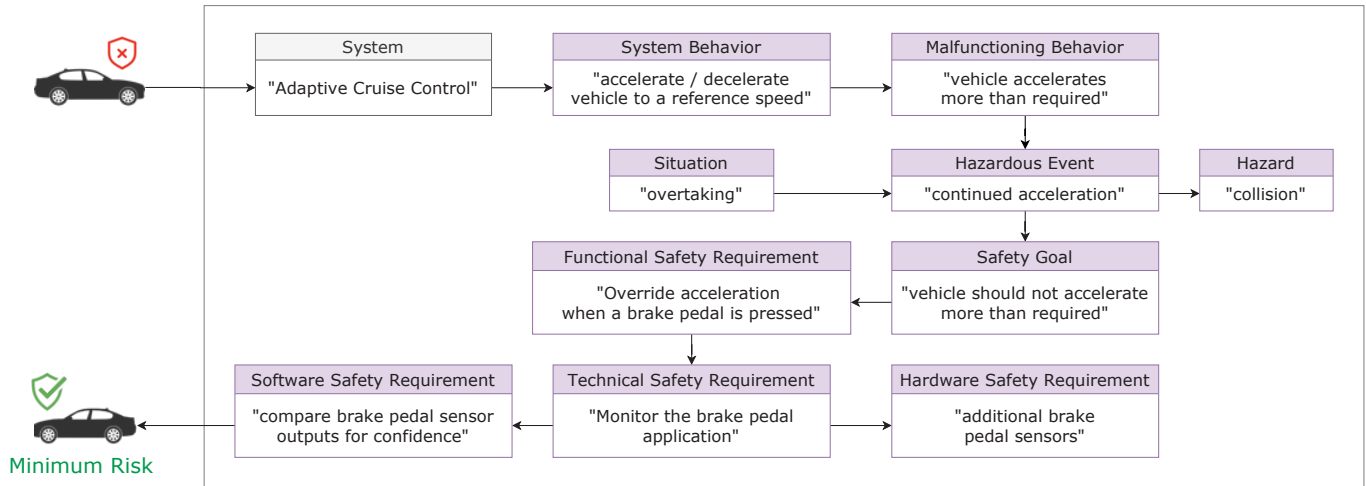 System
"Adaptive Cruise Control"
System Behavior
"accelerate / decelerate
vehicle to a reference speed"
Malfunctioning Behavior
"vehicle accelerates
more than required"
Situation
"overtaking"
Hazardous Event
"continued acceleration"
Hazard
"collision"
Functional Safety Requirement
"Override acceleration
when a brake pedal is pressed"
Safety Goal
"vehicle should not accelerate
more than required"
Software Safety Requirement
"compare brake pedal sensor
outputs for confidence"
Technical Safety Requirement
"Monitor the brake pedal
application"
Hardware Safety Requirement
"additional brake
pedal sensors"
Minimum Risk